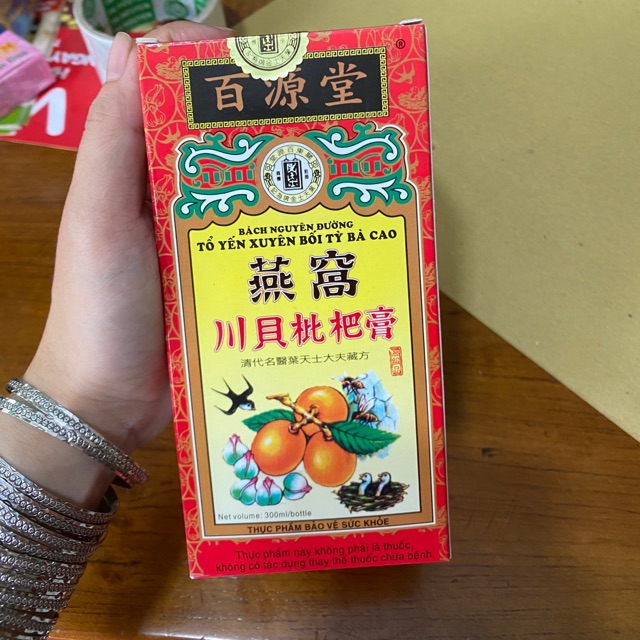 百源堂
®
BÁCH NGUYÊN ĐƯỜNG
TỔ YẾN XUYÊN BỐI TỲ BÀ CAO
燕窩
川貝枇杷膏
清代名醫葉天士大夫藏方
Net volume: 300ml/bottle
THỰC PHẨM BẢO VỆ SỨC KHỎE
Thực phẩm này không phải là thuốc,
không có tác dụng thay thế thuốc chữa bệnh.